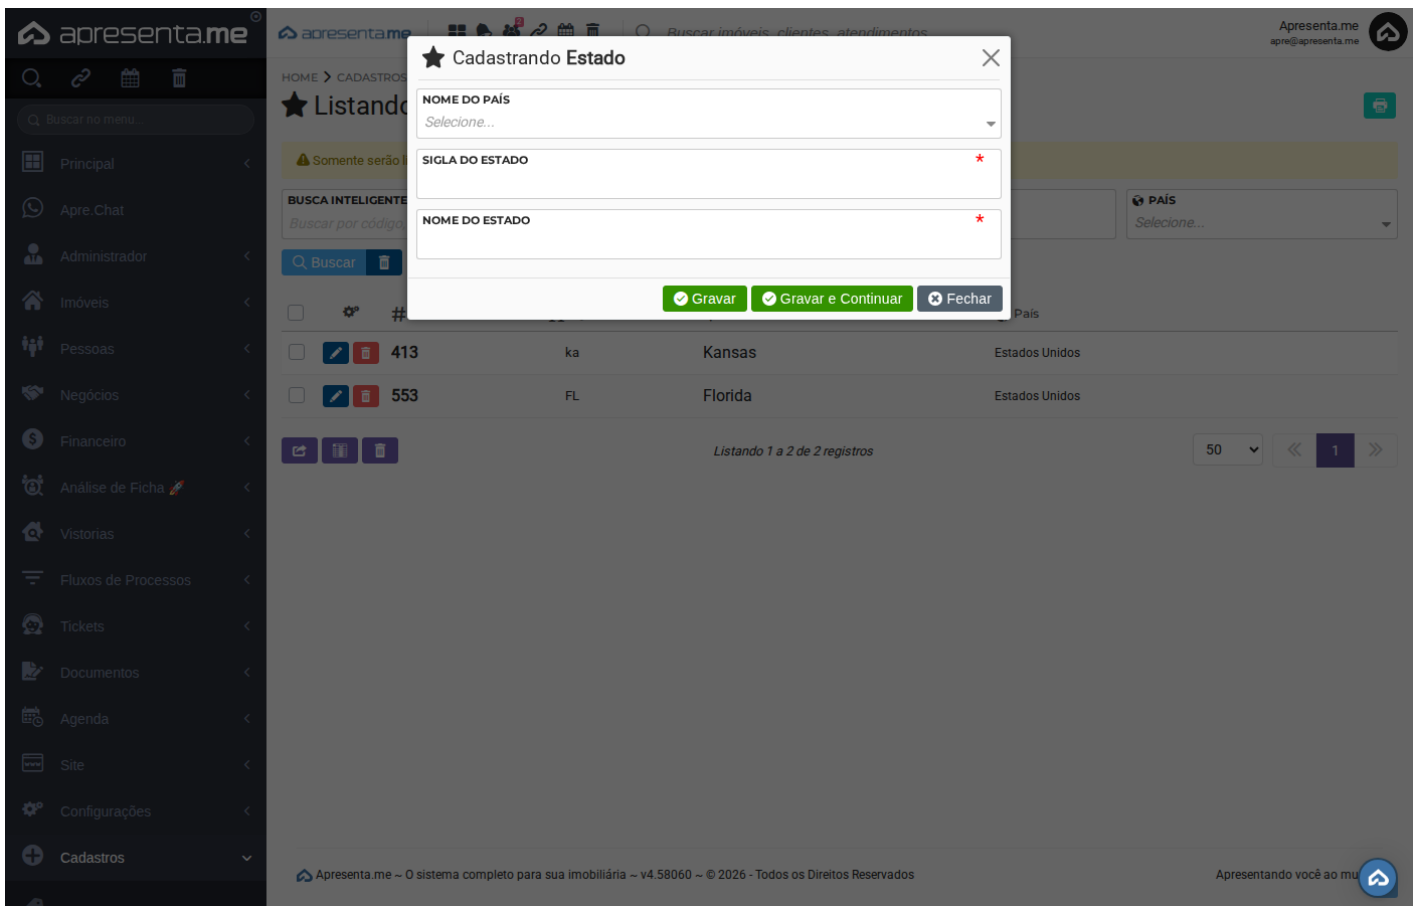 apresenta.me
Buscar no menu...
Principal
Apre.Chat
Administrador
Imóveis
Pessoas
Negócios
Financeiro
Análise de Ficha 🚀
Vistorias
Fluxos de Processos
Tickets
Documentos
Agenda
Site
Configurações
Cadastros
apresenta.me
2
Buscar imóveis, clientes, atendimentos
Apresenta.me
apre@apresenta.me
HOME > CADASTROS
Listando
Somente serão li
BUSCA INTELIGENTE
Buscar por código,
PAÍS
Selecione...
Buscar
Cadastrando Estado
NOME DO PAÍS
Selecione...
SIGLA DO ESTADO *
NOME DO ESTADO *
Gravar
Gravar e Continuar
Fechar
# País
413 ka Kansas Estados Unidos
553 FL Florida Estados Unidos
Listando 1 a 2 de 2 registros
50
1
Apresenta.me ~ O sistema completo para sua imobiliária ~ v4.58060 ~ © 2026 - Todos os Direitos Reservados
Apresentando você ao mu